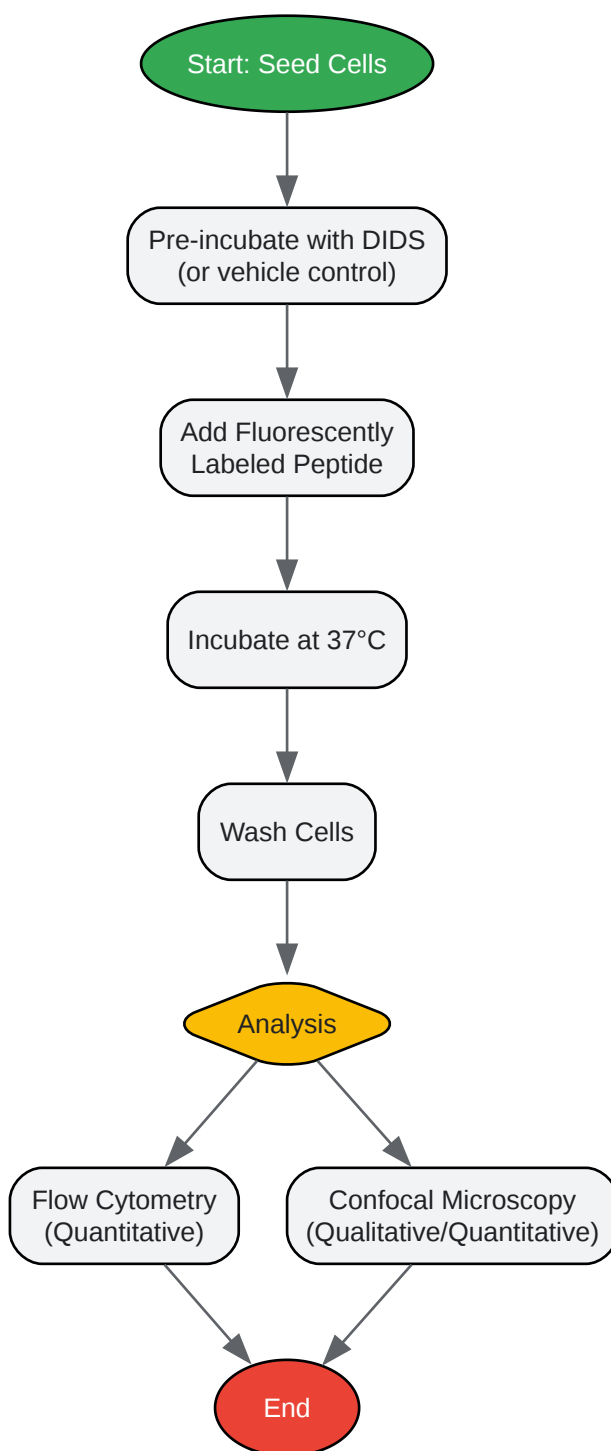 Start: Seed Cells
Pre-incubate with DIDS
(or vehicle control)
Add Fluorescently
Labeled Peptide
Incubate at 37°C
Wash Cells
Analysis
Flow Cytometry
(Quantitative)
Confocal Microscopy
(Qualitative/Quantitative)
End